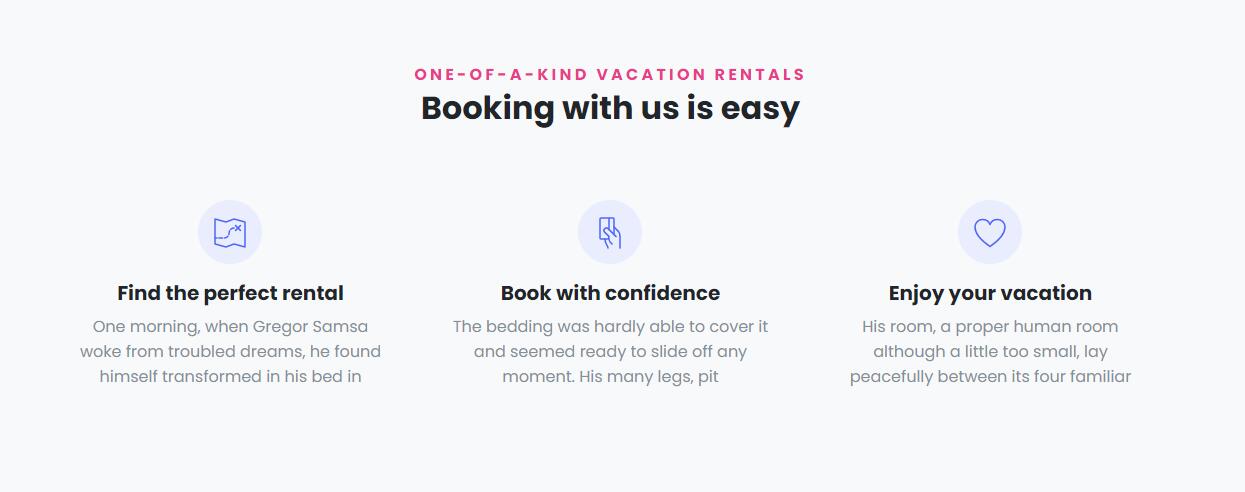 ONE-OF-A-KIND VACATION RENTALS
Booking with us is easy
Find the perfect rental
One morning, when Gregor Samsa
woke from troubled dreams, he found
himself transformed in his bed in
Book with confidence
The bedding was hardly able to cover it
and seemed ready to slide off any
moment. His many legs, pit
Enjoy your vacation
His room, a proper human room
although a little too small, lay
peacefully between its four familiar